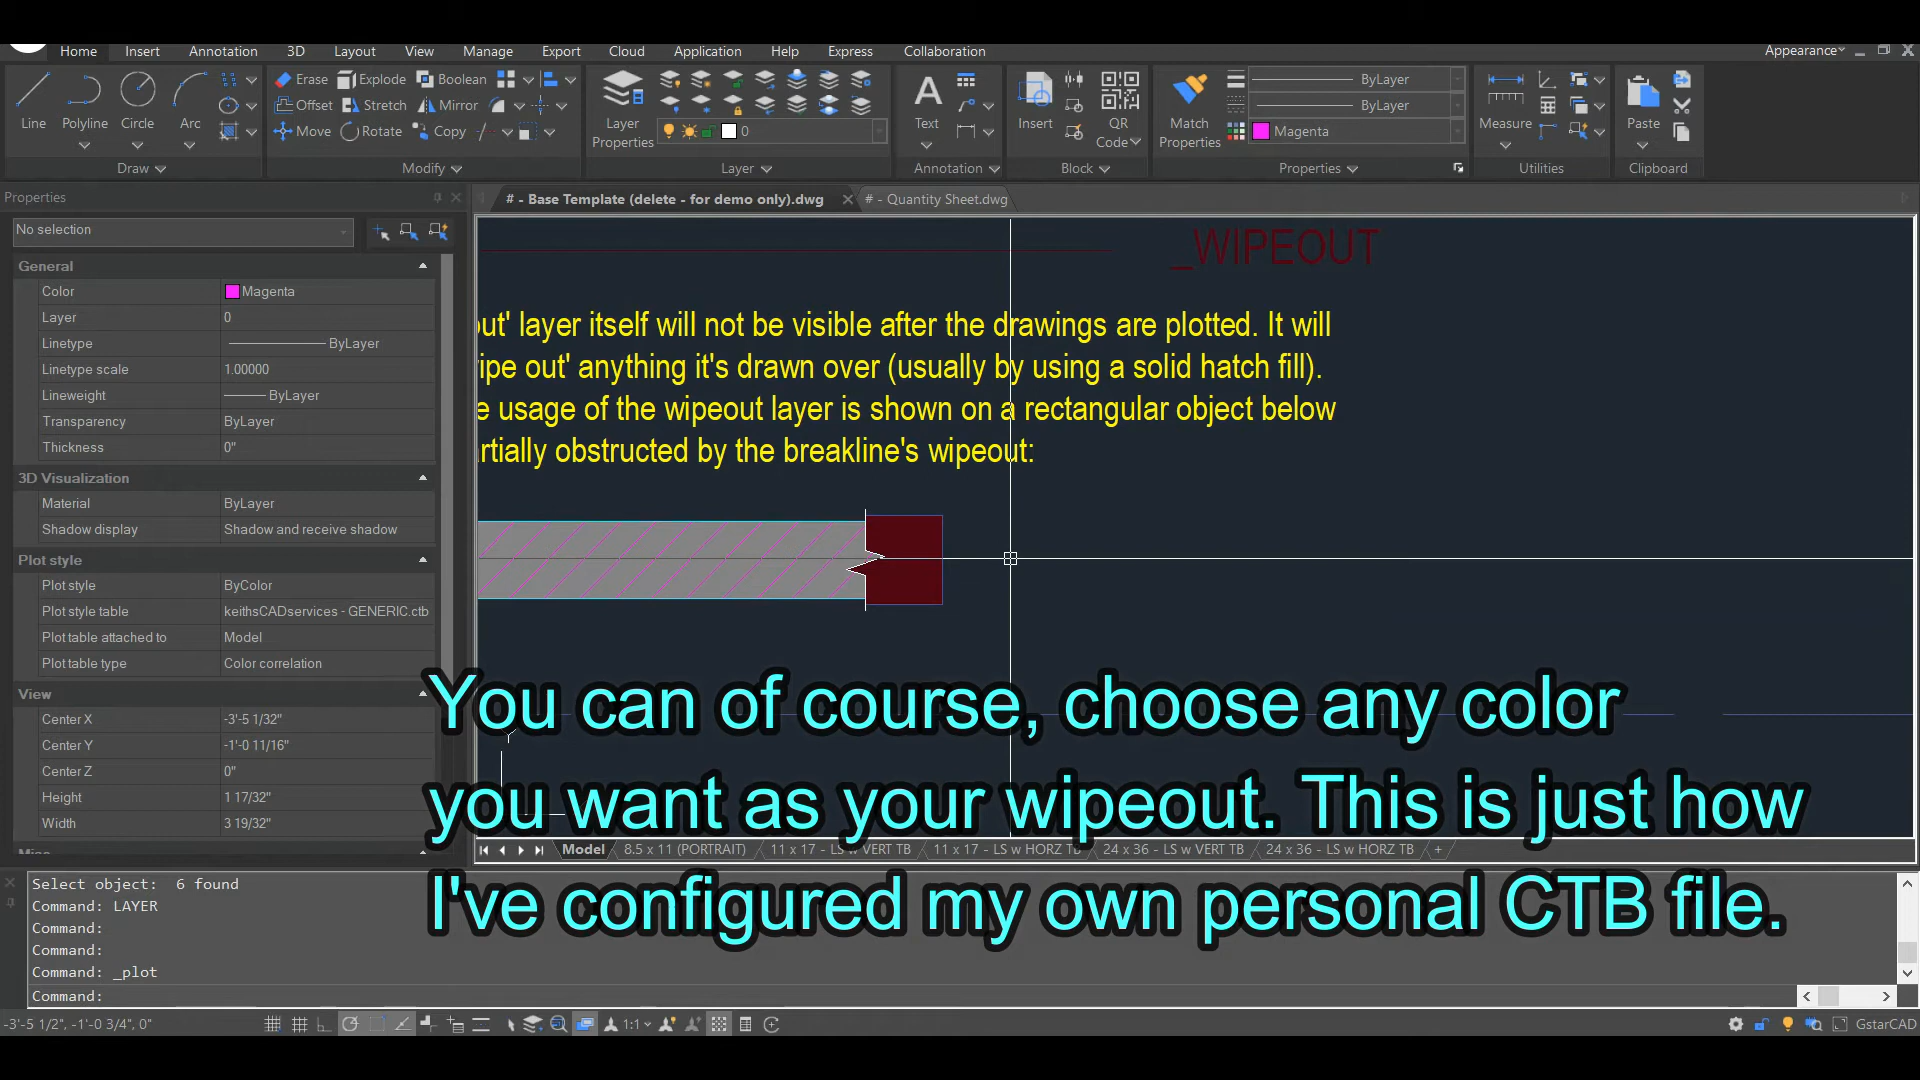 Home Insert Annotation 3D Layout View Manage Export Cloud Application Help Express Collaboration Appearance
Line Polyline Circle Arc
Draw
Erase Explode Boolean
Offset Stretch Mirror
Move Rotate Copy
Modify
Layer Properties
0
Layer
Text
Annotation
Insert QR Code
Block
Match Properties
ByLayer
ByLayer
Magenta
Properties
Measure
Utilities
Paste
Clipboard
Properties
# - Base Template (delete - for demo only).dwg
# - Quantity Sheet.dwg
No selection
General
Color Magenta
Layer 0
Linetype ByLayer
Linetype scale 1.00000
Lineweight ByLayer
Transparency ByLayer
Thickness 0"
3D Visualization
Material ByLayer
Shadow display Shadow and receive shadow
Plot style
Plot style ByColor
Plot style table keithsCADservices - GENERIC.ctb
Plot table attached to Model
Plot table type Color correlation
View
Center X -3'-5 1/32"
Center Y -1'-0 11/16"
Center Z 0"
Height 1 17/32"
Width 3 19/32"
_WIPEOUT
out' layer itself will not be visible after the drawings are plotted. It will
ipe out' anything it's drawn over (usually by using a solid hatch fill).
e usage of the wipeout layer is shown on a rectangular object below
rtially obstructed by the breakline's wipeout:
You can of course, choose any color
you want as your wipeout. This is just how
I've configured my own personal CTB file.
Model 8.5 x 11 (PORTRAIT) 11 x 17 - LS w VERT TB 11 x 17 - LS w HORZ TB 24 x 36 - LS w VERT TB 24 x 36 - LS w HORZ TB +
Select object: 6 found
Command: LAYER
Command:
Command:
Command: _plot
Command:
-3'-5 1/2", -1'-0 3/4", 0"
1:1
GstarCAD